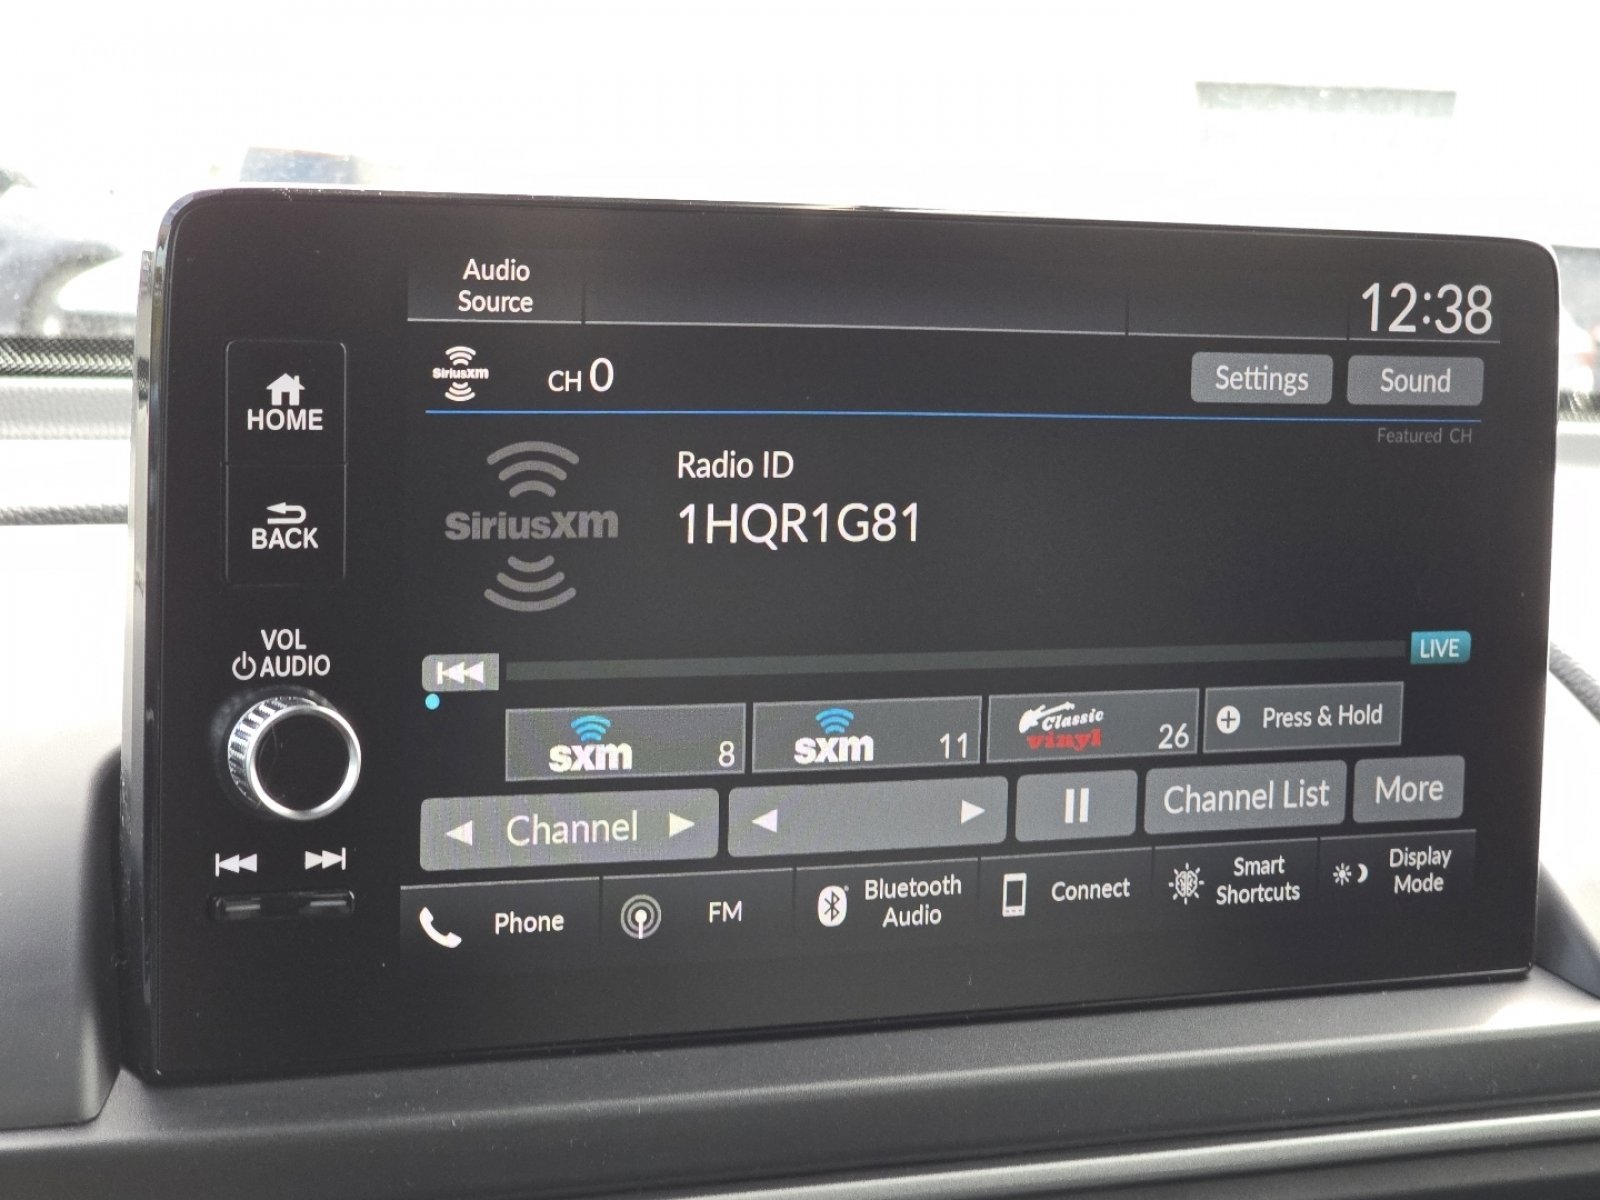 Audio
Source
12:38
SiriusXM
CH 0
Settings
Sound
Featured CH
HOME
BACK
SiriusXM
Radio ID
1HQR1G81
VOL
AUDIO
LIVE
sxm 8
sxm 11
Classic
vinyl 26
Press & Hold
Channel
Channel List
More
Phone
FM
Bluetooth
Audio
Connect
Smart
Shortcuts
Display
Mode